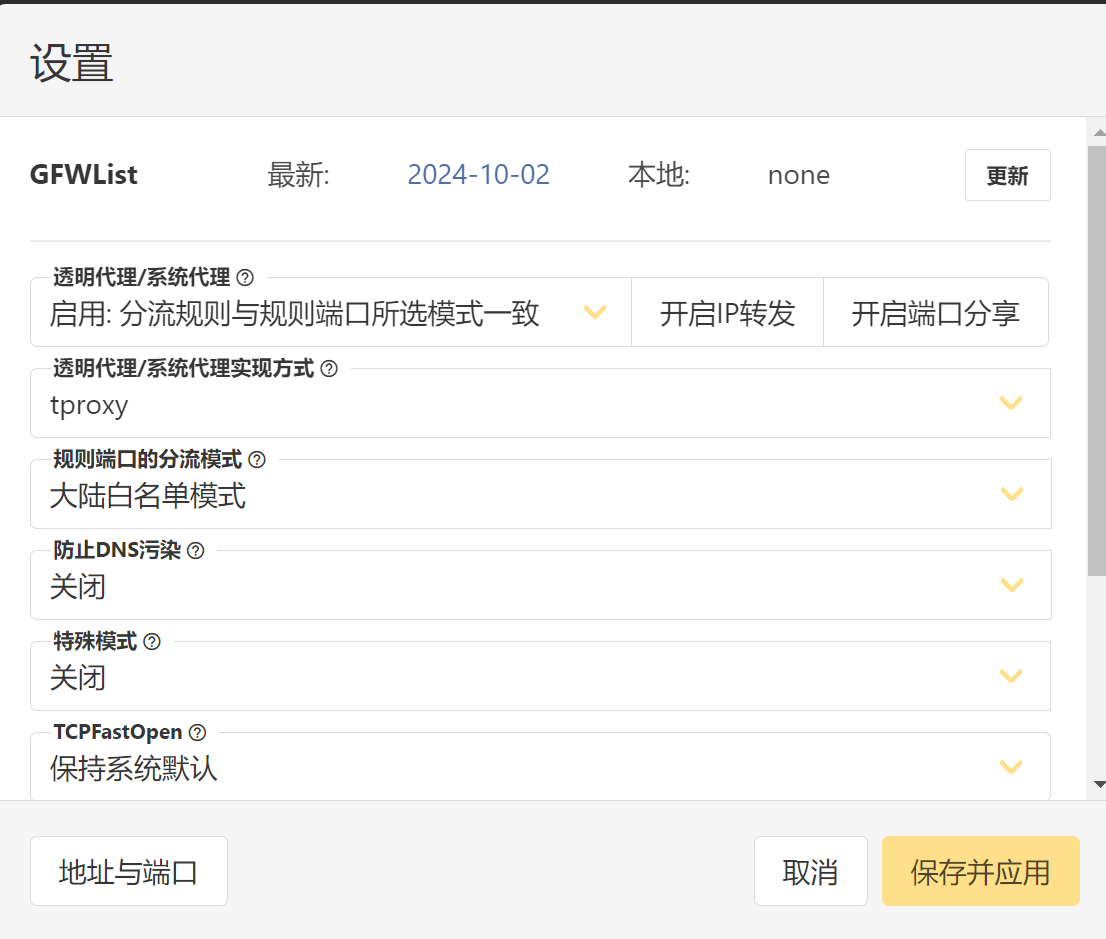 设置
GFWList 最新: 2024-10-02 本地: none 更新
透明代理/系统代理
启用: 分流规则与规则端口所选模式一致 开启IP转发 开启端口分享
透明代理/系统代理实现方式
tproxy
规则端口的分流模式
大陆白名单模式
防止DNS污染
关闭
特殊模式
关闭
TCPFastOpen
保持系统默认
地址与端口 取消 保存并应用